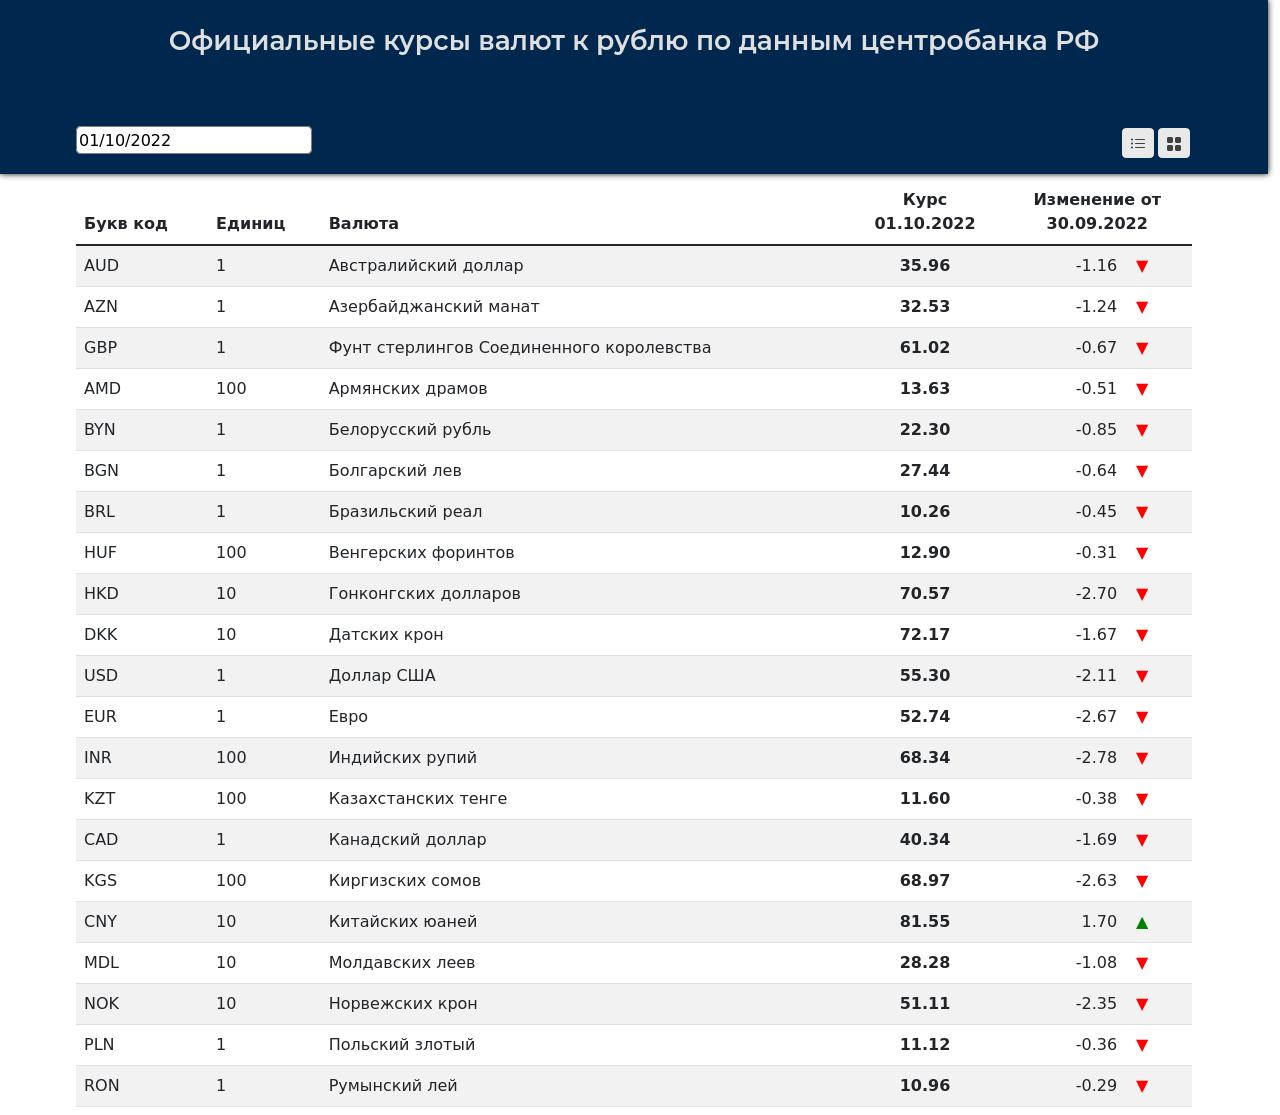 Официальные курсы валют к рублю по данным центробанка РФ
01/10/2022
Букв код Единиц Валюта Курс 01.10.2022 Изменение от 30.09.2022
AUD 1 Австралийский доллар 35.96 -1.16 ▼
AZN 1 Азербайджанский манат 32.53 -1.24 ▼
GBP 1 Фунт стерлингов Соединенного королевства 61.02 -0.67 ▼
AMD 100 Армянских драмов 13.63 -0.51 ▼
BYN 1 Белорусский рубль 22.30 -0.85 ▼
BGN 1 Болгарский лев 27.44 -0.64 ▼
BRL 1 Бразильский реал 10.26 -0.45 ▼
HUF 100 Венгерских форинтов 12.90 -0.31 ▼
HKD 10 Гонконгских долларов 70.57 -2.70 ▼
DKK 10 Датских крон 72.17 -1.67 ▼
USD 1 Доллар США 55.30 -2.11 ▼
EUR 1 Евро 52.74 -2.67 ▼
INR 100 Индийских рупий 68.34 -2.78 ▼
KZT 100 Казахстанских тенге 11.60 -0.38 ▼
CAD 1 Канадский доллар 40.34 -1.69 ▼
KGS 100 Киргизских сомов 68.97 -2.63 ▼
CNY 10 Китайских юаней 81.55 1.70 ▲
MDL 10 Молдавских леев 28.28 -1.08 ▼
NOK 10 Норвежских крон 51.11 -2.35 ▼
PLN 1 Польский злотый 11.12 -0.36 ▼
RON 1 Румынский лей 10.96 -0.29 ▼